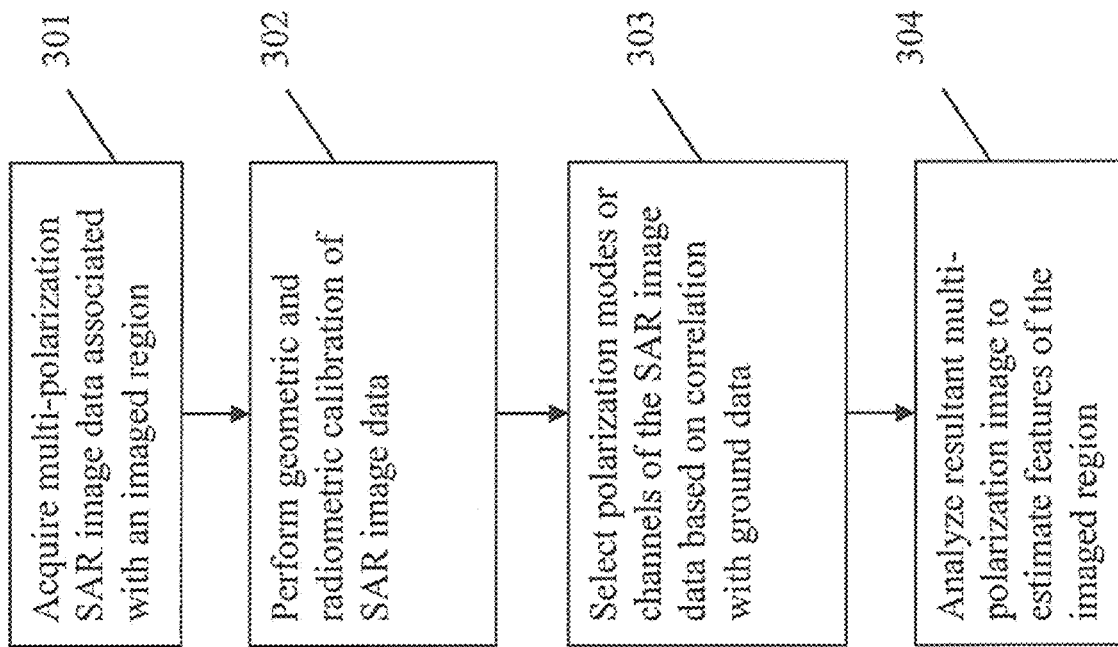 Acquire multi-polarization
SAR image data associated
with an imaged region
301
Perform geometric and
radiometric calibration of
SAR image data
302
Select polarization modes or
channels of the SAR image
data based on correlation
with ground data
303
Analyze resultant multi-
polarization image to
estimate features of the
imaged region
304